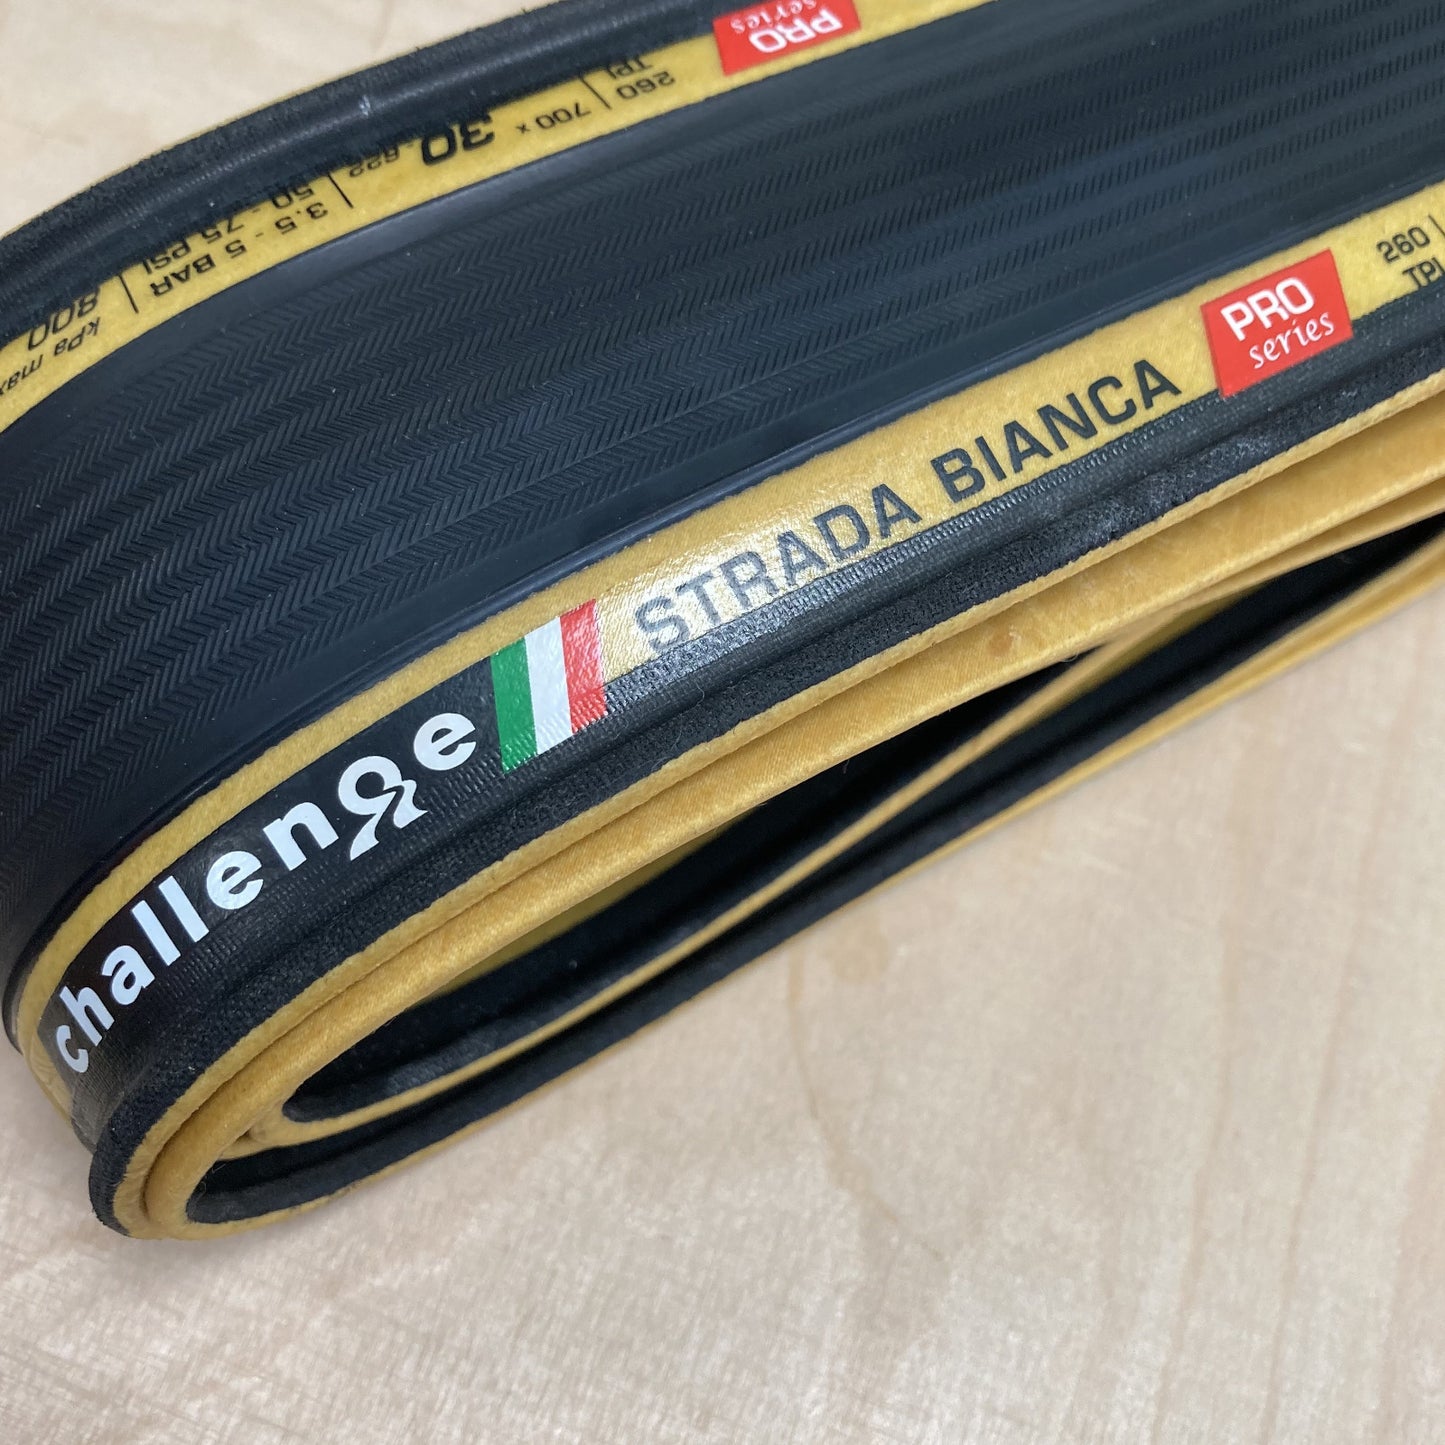 PRO
series
260
TPI
700 x 30
622
3.5 - 5 BAR
50 - 75 PSI
800
kPa max
challenge
STRADA BIANCA
PRO
series
260
TPI